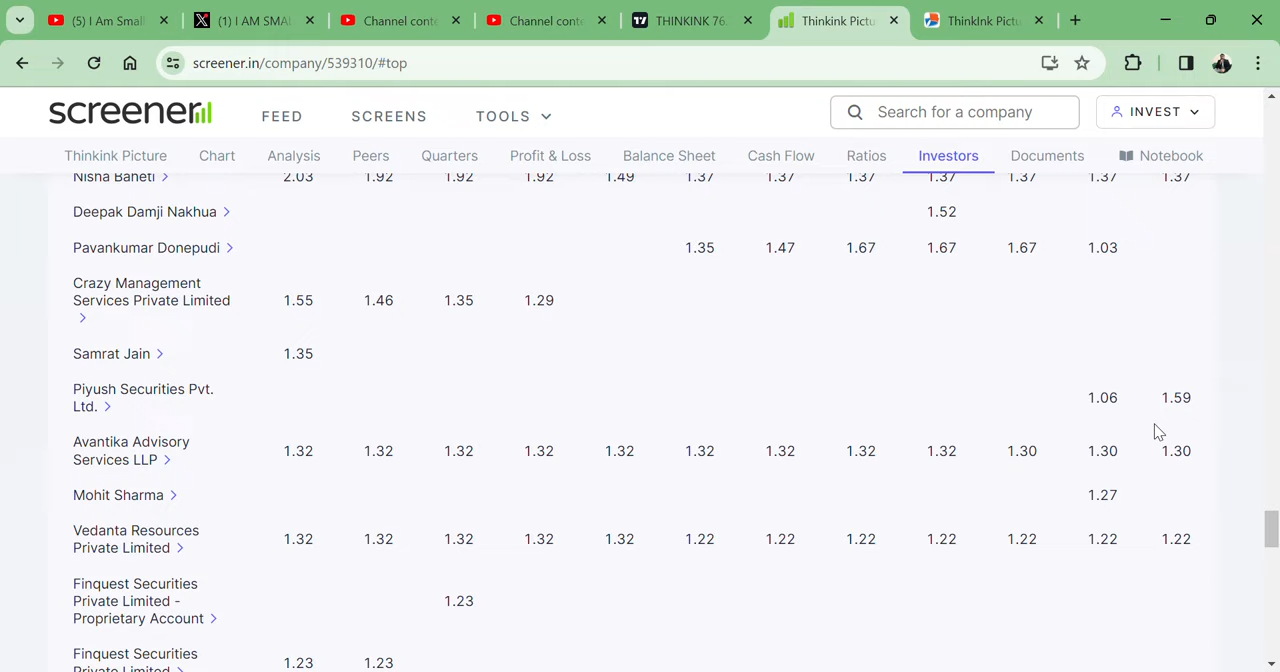 (5) I Am Small
(1) I AM SMAL
Channel conte
Channel conte
THINKINK 76.
Thinkink Pictu
ThinkInk Pictu
screener.in/company/539310/#top
screener
FEED
SCREENS
TOOLS
Search for a company
INVEST
Thinkink Picture Chart Analysis Peers Quarters Profit & Loss Balance Sheet Cash Flow Ratios Investors Documents Notebook
Nisha Baheti 2.03 1.92 1.92 1.92 1.49 1.37 1.37 1.37 1.37 1.37 1.37 1.37
Deepak Damji Nakhua 1.52
Pavankumar Donepudi 1.35 1.47 1.67 1.67 1.67 1.03
Crazy Management
Services Private Limited 1.55 1.46 1.35 1.29
Samrat Jain 1.35
Piyush Securities Pvt.
Ltd. 1.06 1.59
Avantika Advisory
Services LLP 1.32 1.32 1.32 1.32 1.32 1.32 1.32 1.32 1.32 1.30 1.30 1.30
Mohit Sharma 1.27
Vedanta Resources
Private Limited 1.32 1.32 1.32 1.32 1.32 1.22 1.22 1.22 1.22 1.22 1.22 1.22
Finquest Securities
Private Limited - 1.23
Proprietary Account
Finquest Securities
Private Limited 1.23 1.23